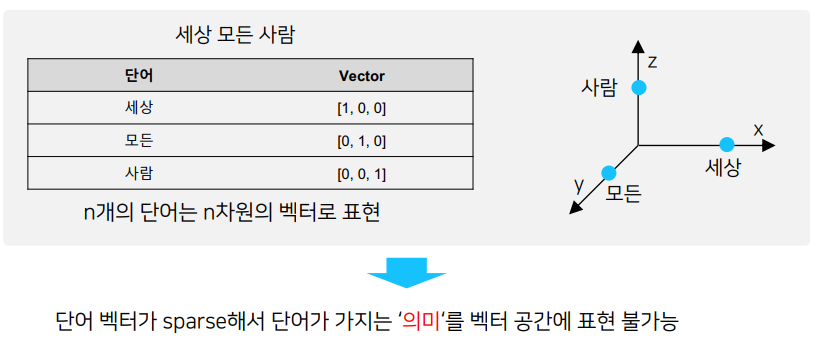 세상 모든 사람
단어 Vector
세상 [1, 0, 0]
모든 [0, 1, 0]
사람 [0, 0, 1]
n개의 단어는 n차원의 벡터로 표현
z
사람
x
세상
y
모든
단어 벡터가 sparse해서 단어가 가지는 ‘의미‘를 벡터 공간에 표현 불가능